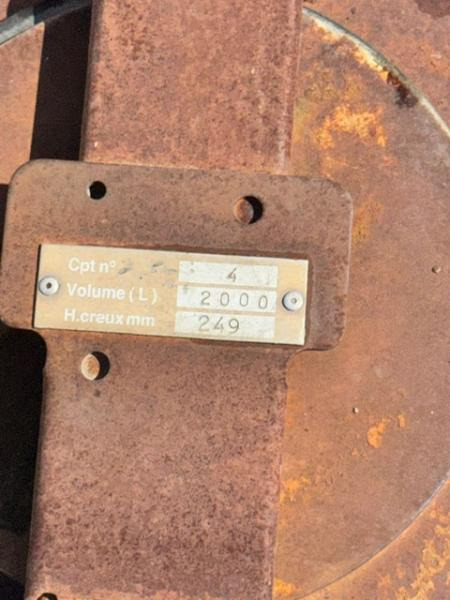 Cpt n° 4
Volume ( L ) 2000
H.creux mm 249